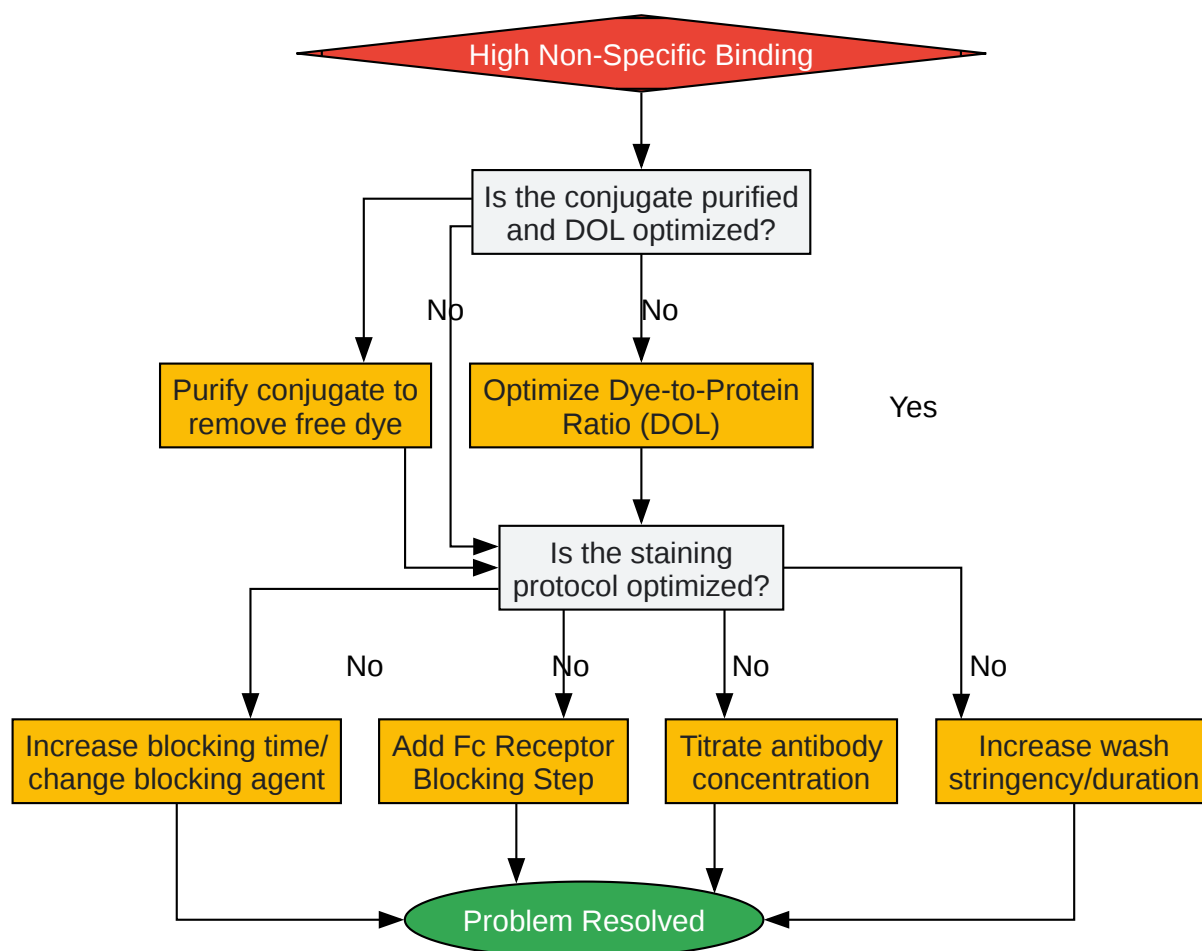 High Non-Specific Binding
Is the conjugate purified
and DOL optimized?
No
No
Purify conjugate to
remove free dye
Optimize Dye-to-Protein
Ratio (DOL)
Yes
Is the staining
protocol optimized?
No
No
No
No
Increase blocking time/
change blocking agent
Add Fc Receptor
Blocking Step
Titrate antibody
concentration
Increase wash
stringency/duration
Problem Resolved